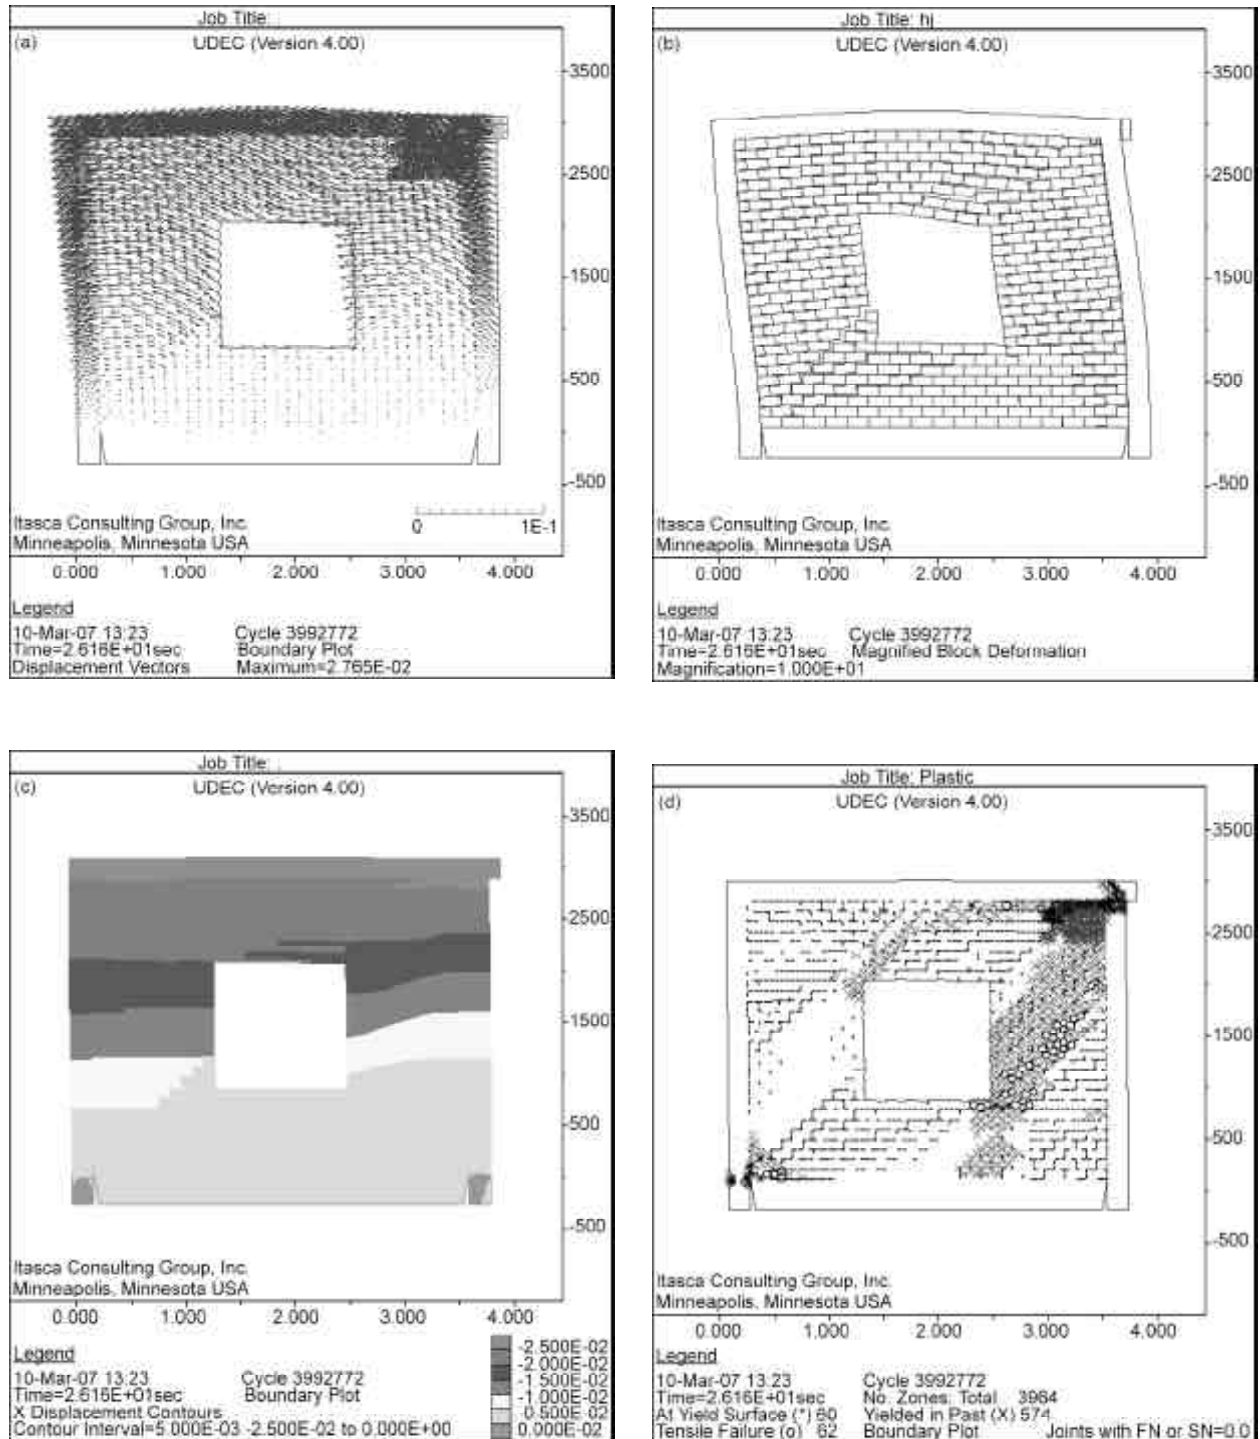 Job Title: .
(a)
UDEC (Version 4.00)
3500
2500
1500
500
-500
Itasca Consulting Group, Inc.
Minneapolis, Minnesota USA
0 1E-1
0.000 1.000 2.000 3.000 4.000
Legend
10-Mar-07 13:23 Cycle 3992772
Time=2.616E+01sec Boundary Plot
Displacement Vectors Maximum=2.765E-02
Job Title: hj
(b)
UDEC (Version 4.00)
3500
2500
1500
500
-500
Itasca Consulting Group, Inc.
Minneapolis, Minnesota USA
0.000 1.000 2.000 3.000 4.000
Legend
10-Mar-07 13:23 Cycle 3992772
Time=2.616E+01sec Magnified Block Deformation
Magnification=1.000E+01
Job Title: .
(c)
UDEC (Version 4.00)
3500
2500
1500
500
-500
Itasca Consulting Group, Inc.
Minneapolis, Minnesota USA
0.000 1.000 2.000 3.000 4.000
Legend
10-Mar-07 13:23 Cycle 3992772
Time=2.616E+01sec Boundary Plot
X Displacement Contours
Contour Interval=5.000E-03 -2.500E-02 to 0.000E+00
-2.500E-02
-2.000E-02
-1.500E-02
-1.000E-02
0.500E-02
0.000E-02
Job Title: Plastic
(d)
UDEC (Version 4.00)
3500
2500
1500
500
-500
Itasca Consulting Group, Inc.
Minneapolis, Minnesota USA
0.000 1.000 2.000 3.000 4.000
Legend
10-Mar-07 13:23 Cycle 3992772
Time=2.616E+01sec No. Zones: Total 3964
At Yield Surface (*) 60 Yielded in Past (X) 574
Tensile Failure (o) 62 Boundary Plot Joints with FN or SN=0.0